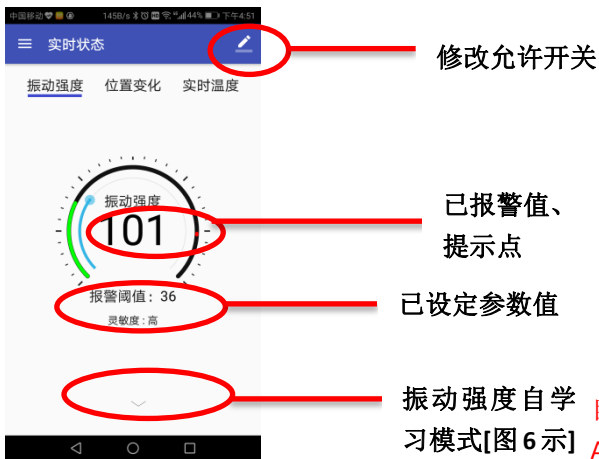 中国移动 145B/s 44% 下午4:51
实时状态
修改允许开关
振动强度 位置变化 实时温度
振动强度
101
已报警值、
提示点
报警阈值：36
灵敏度:高
已设定参数值
振动强度自学
习模式[图6示]